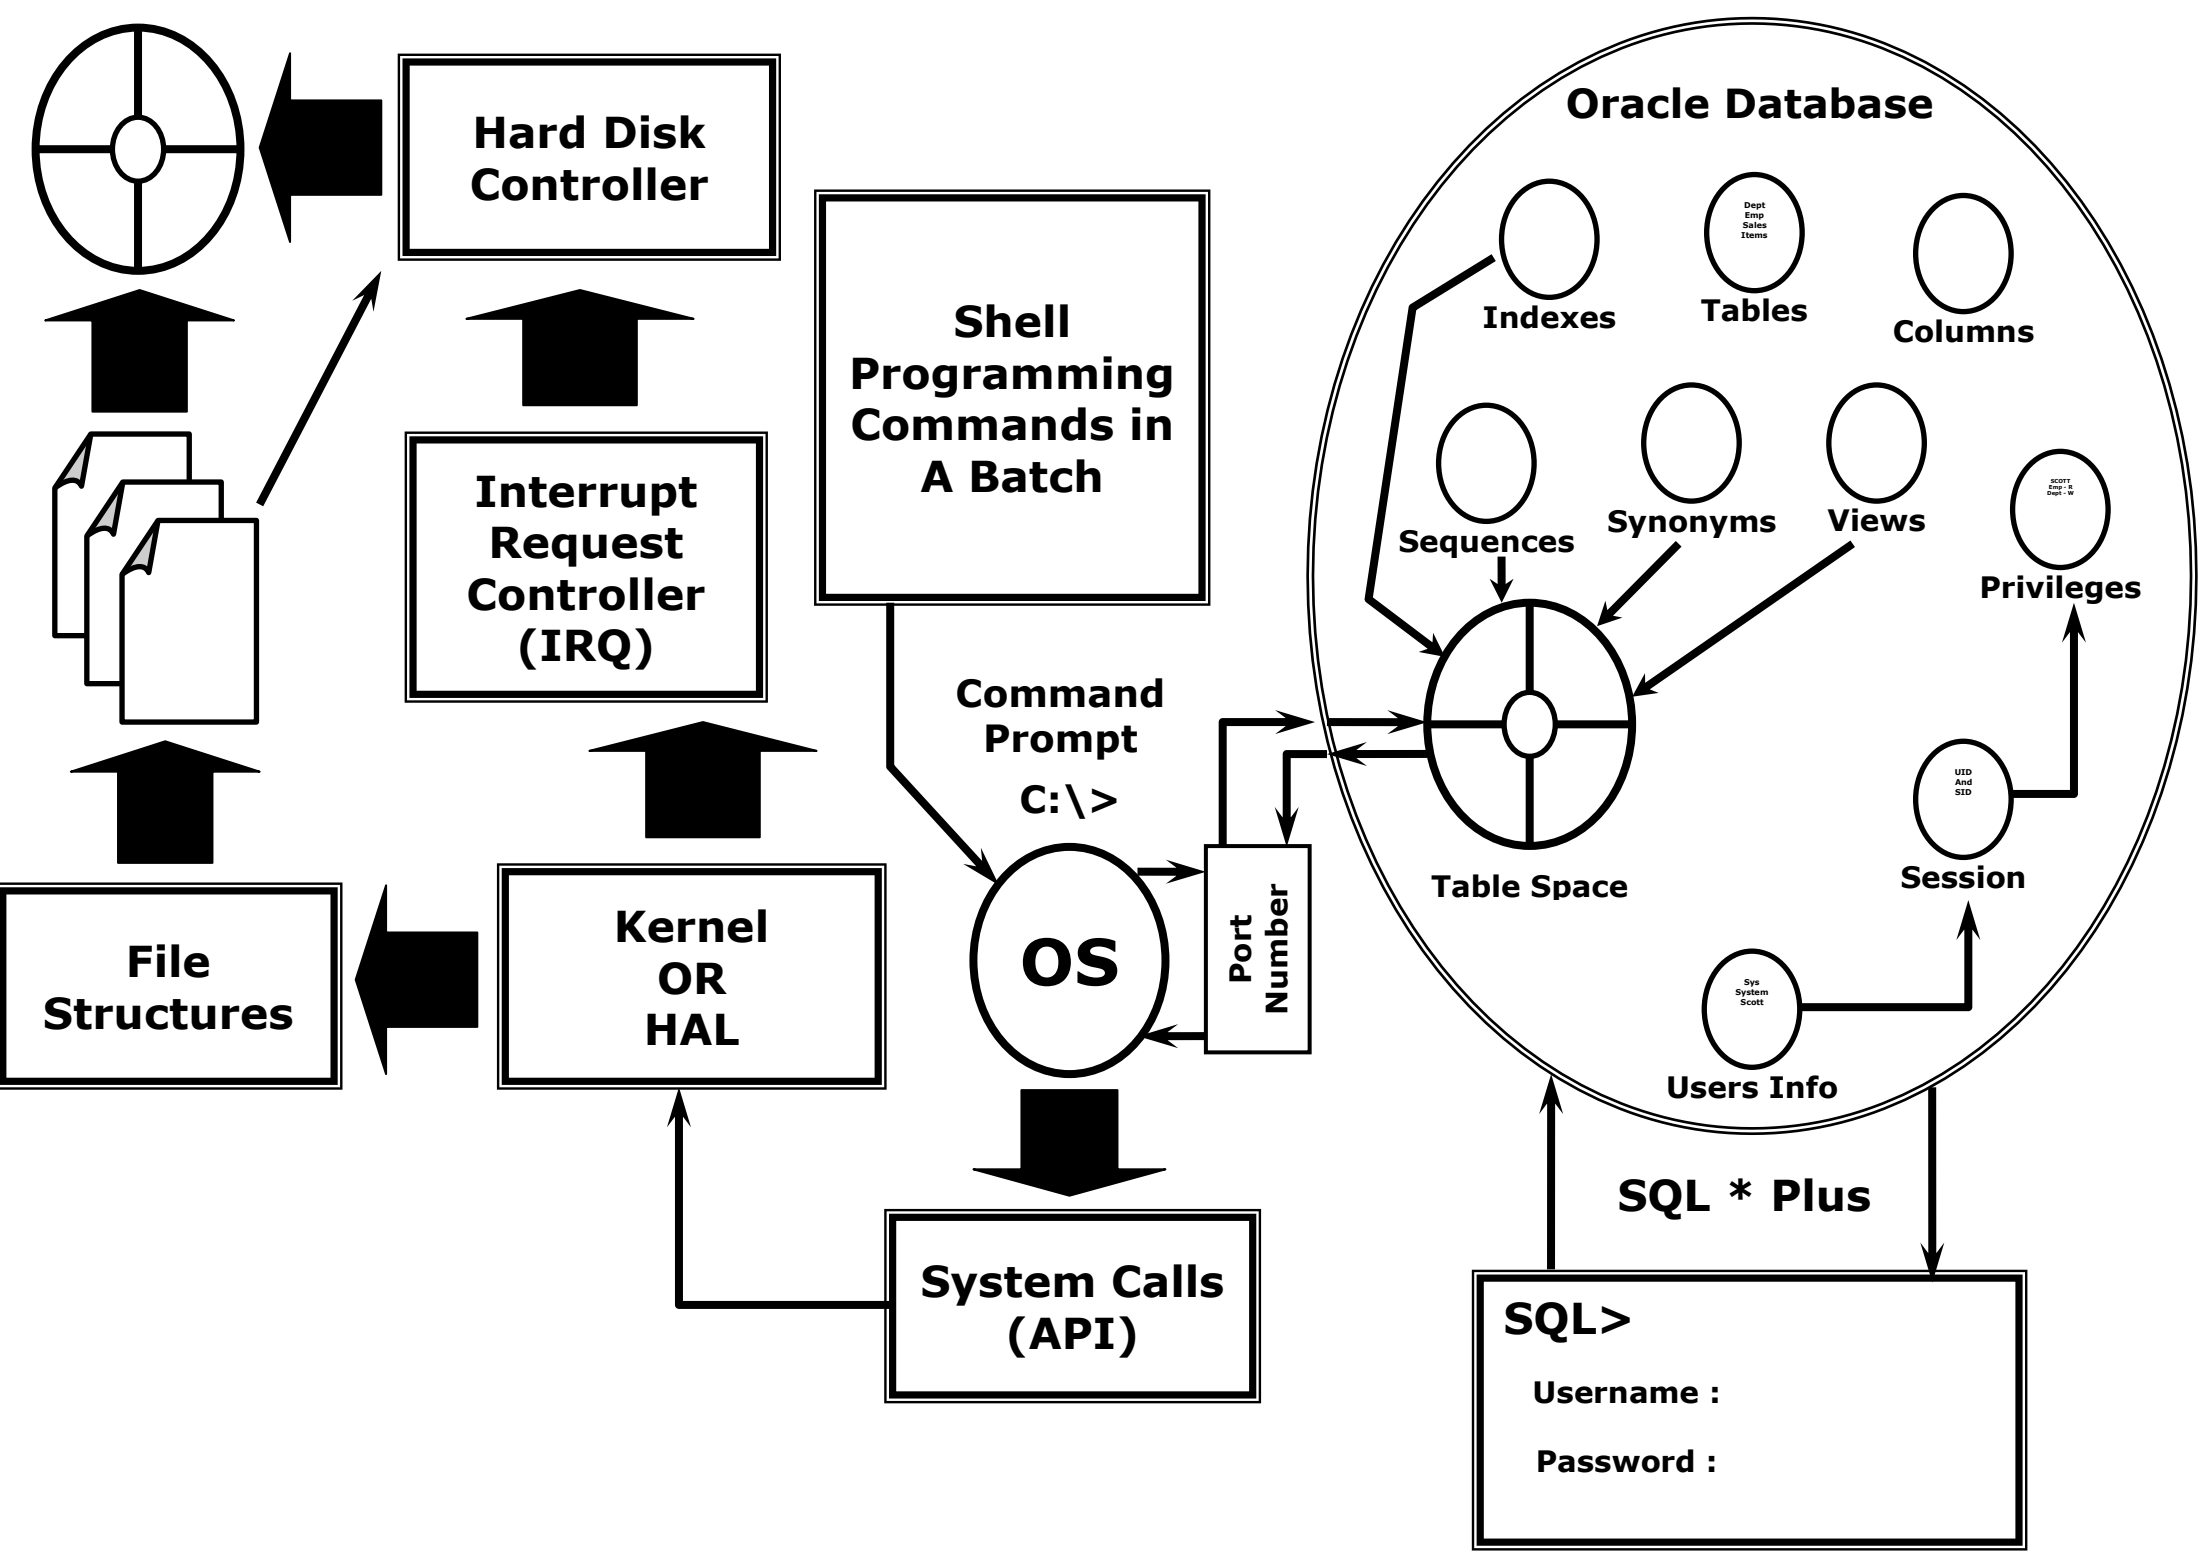 Hard Disk
Controller
Oracle Database
Dept
Emp
Sales
Items
Indexes
Tables
Columns
Shell
Programming
Commands in
A Batch
Interrupt
Request
Controller
(IRQ)
SCOTT
Emp - R
Dept - W
Sequences
Synonyms
Views
Privileges
Command
Prompt
C:\>
UID
And
SID
Session
Table Space
File
Structures
Kernel
OR
HAL
OS
Port
Number
Sys
System
Scott
Users Info
SQL * Plus
System Calls
(API)
SQL>
Username :
Password :